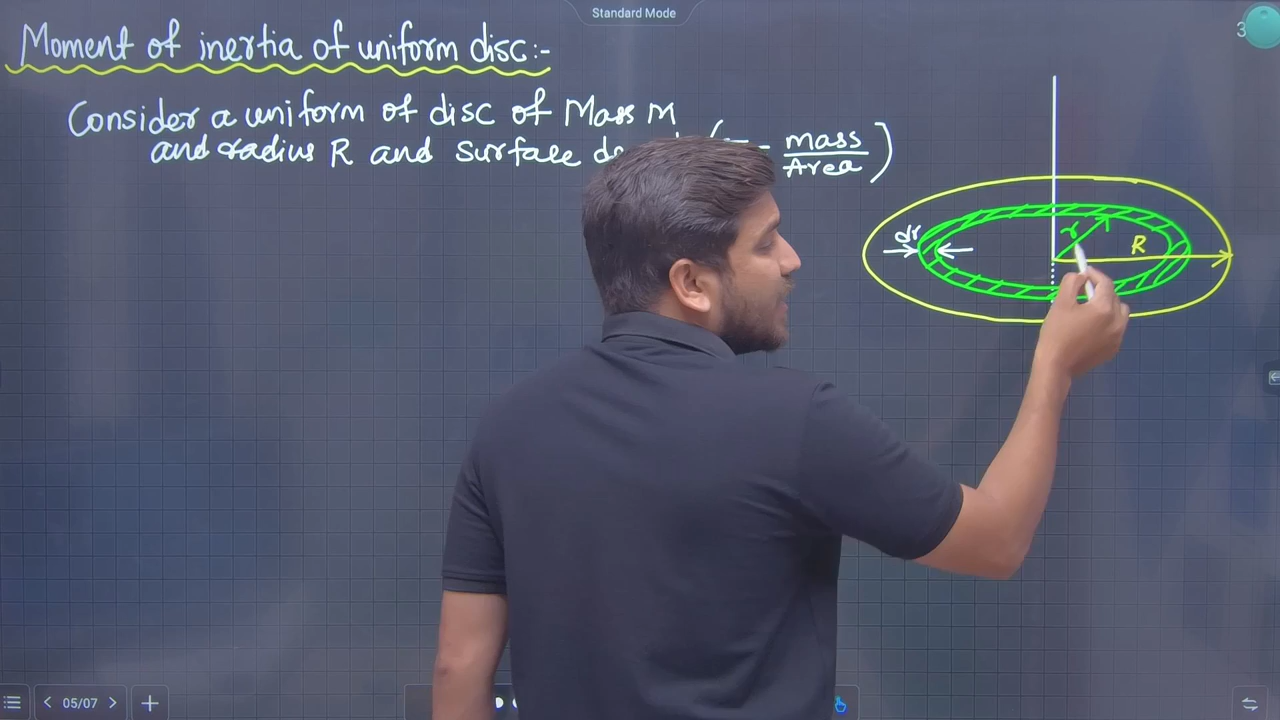 Standard Mode
3
Moment of inertia of uniform disc:-
Consider a uniform of disc of Mass M
and radius R and surface (σ = mass/Area)
dr
r
R
05/07